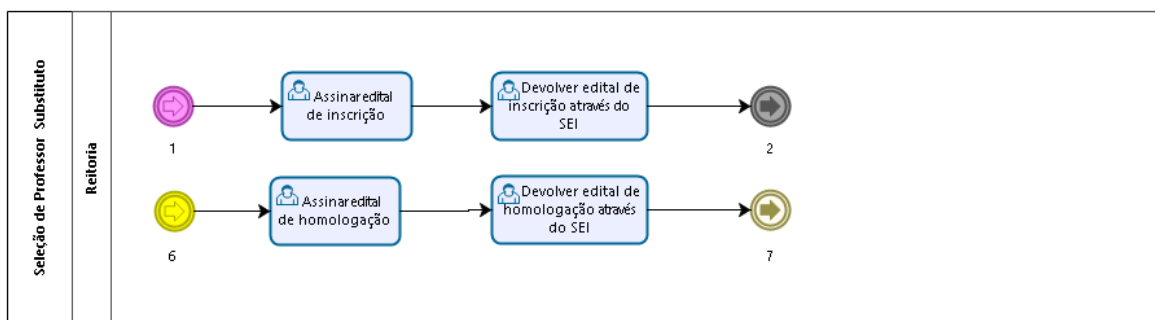 Seleção de Professor Substituto
Reitoria
Assinar edital
de inscrição
Devolver edital de
inscrição através do
SEI
1
2
Assinar edital
de homologação
Devolver edital de
homologação através
do SEI
6
7